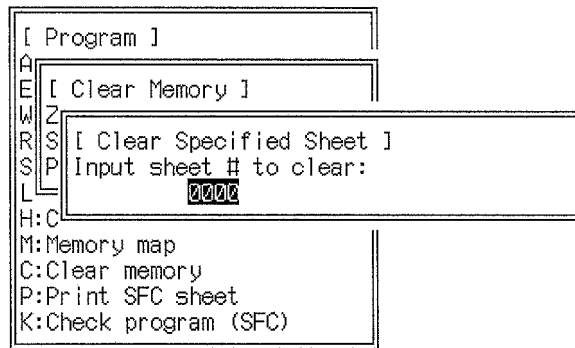 [ Program ]
A
E [ Clear Memory ]
W Z
R S [ Clear Specified Sheet ]
S P Input sheet # to clear:
L 0000
H:C
M:Memory map
C:Clear memory
P:Print SFC sheet
K:Check program (SFC)